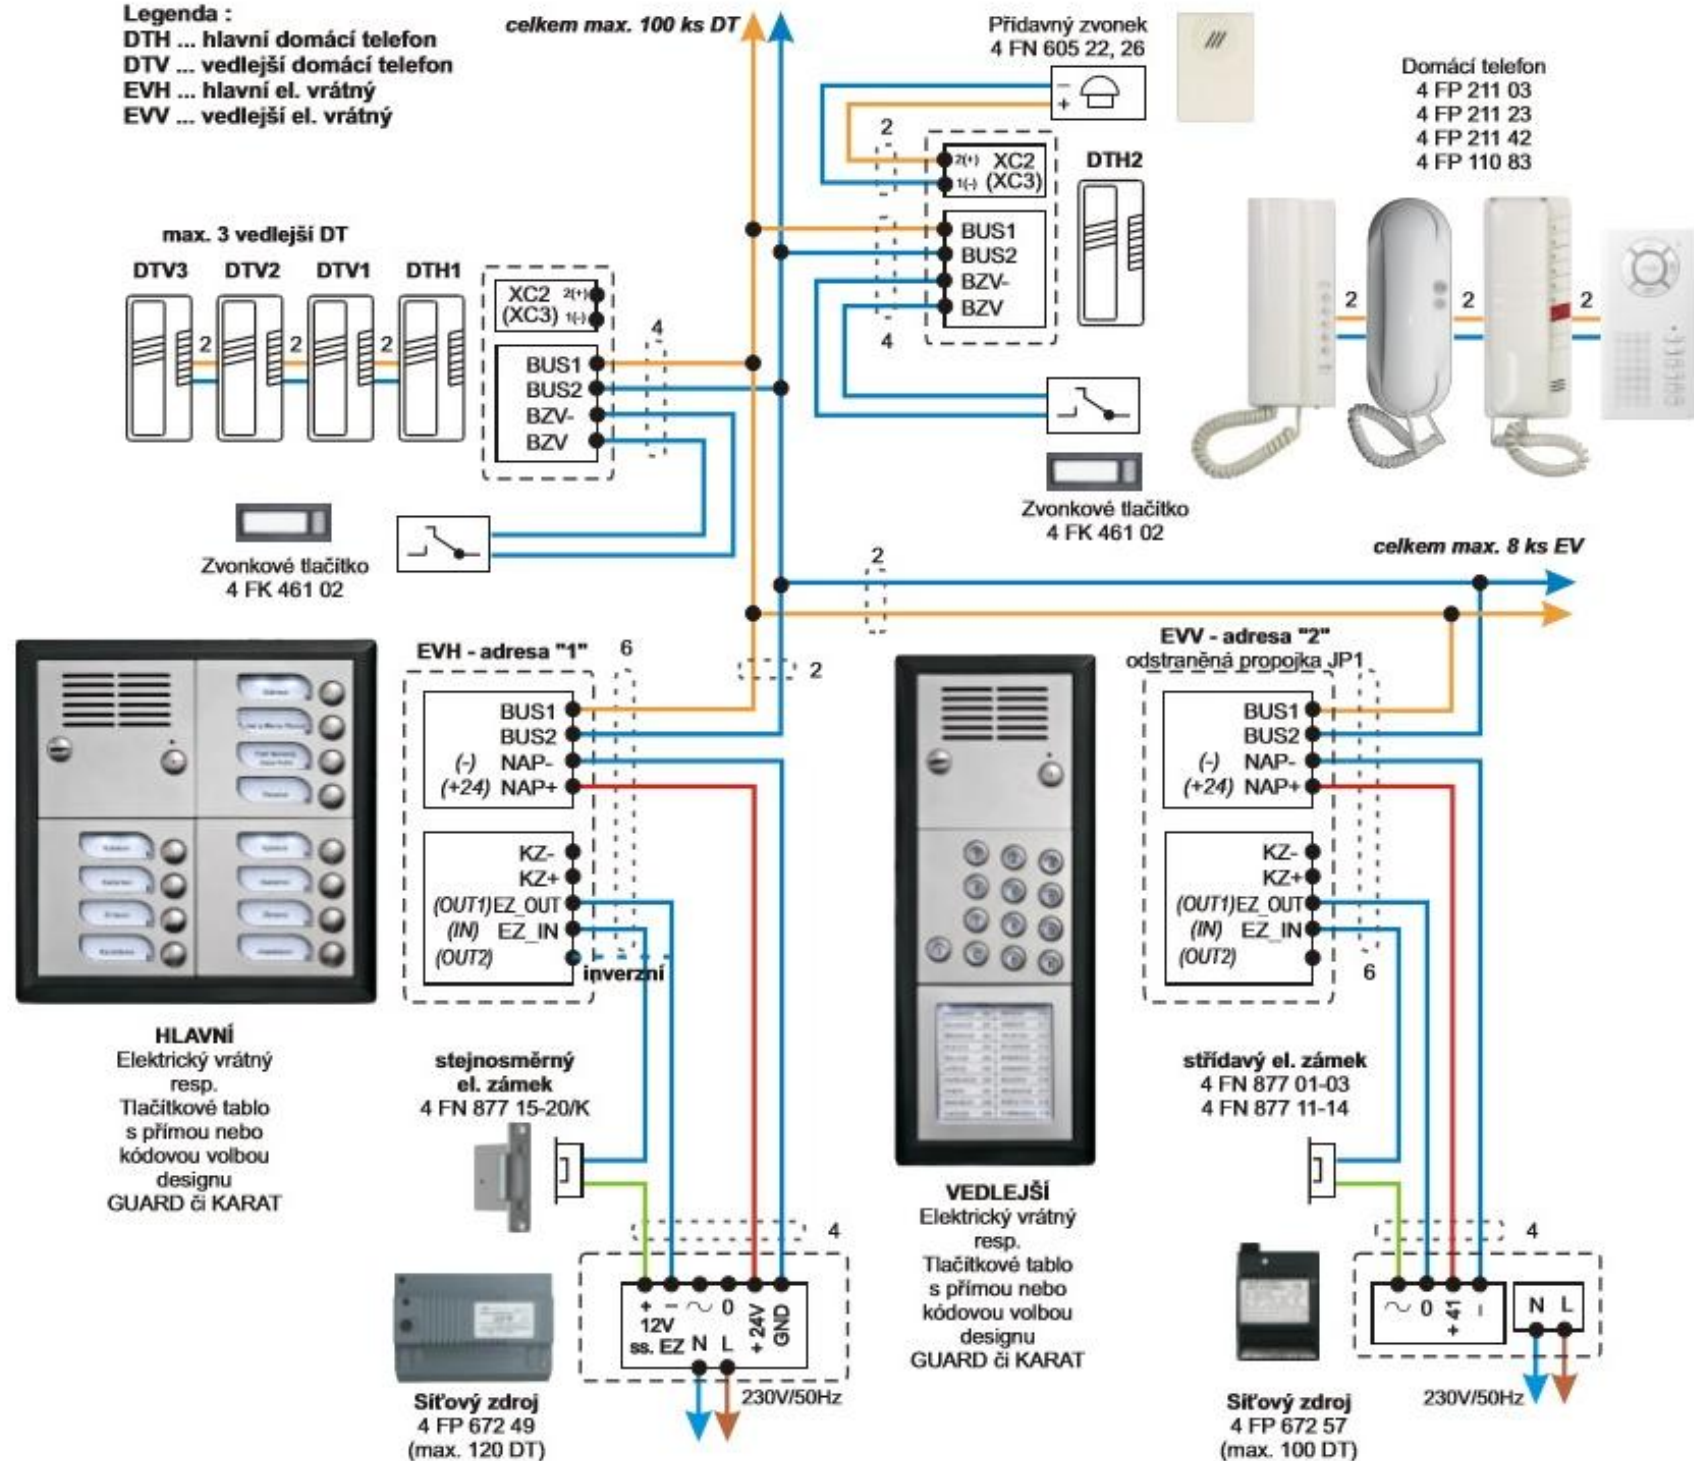 Legenda :
DTH ... hlavní domácí telefon
DTV ... vedlejší domácí telefon
EVH ... hlavní el. vrátný
EVV ... vedlejší el. vrátný
celkem max. 100 ks DT
Přídavný zvonek
4 FN 605 22, 26
−
+
Domácí telefon
4 FP 211 03
4 FP 211 23
4 FP 211 42
4 FP 110 83
2
2(+) XC2
1(-) (XC3)
DTH2
BUS1
BUS2
BZV-
BZV
4
2
2
2
max. 3 vedlejší DT
DTV3
DTV2
DTV1
DTH1
2
2
2
XC2 2(+)
(XC3) 1(-)
4
BUS1
BUS2
BZV-
BZV
Zvonkové tlačítko
4 FK 461 02
Zvonkové tlačítko
4 FK 461 02
celkem max. 8 ks EV
2
EVH - adresa "1"
6
2
BUS1
BUS2
(-) NAP-
(+24) NAP+
KZ-
KZ+
(OUT1)EZ_OUT
(IN) EZ_IN
(OUT2)
inverzní
EVV - adresa "2"
odstraněná propojka JP1
BUS1
BUS2
(-) NAP-
(+24) NAP+
KZ-
KZ+
(OUT1)EZ_OUT
(IN) EZ_IN
(OUT2)
6
HLAVNÍ
Elektrický vrátný
resp.
Tlačítkové tablo
s přímou nebo
kódovou volbou
designu
GUARD či KARAT
stejnosměrný
el. zámek
4 FN 877 15-20/K
4
+ − ~ 0 +24V GND
12V
ss. EZ N L
230V/50Hz
Síťový zdroj
4 FP 672 49
(max. 120 DT)
VEDLEJŠÍ
Elektrický vrátný
resp.
Tlačítkové tablo
s přímou nebo
kódovou volbou
designu
GUARD či KARAT
střídavý el. zámek
4 FN 877 01-03
4 FN 877 11-14
4
~ 0 +41 −
N L
230V/50Hz
Síťový zdroj
4 FP 672 57
(max. 100 DT)